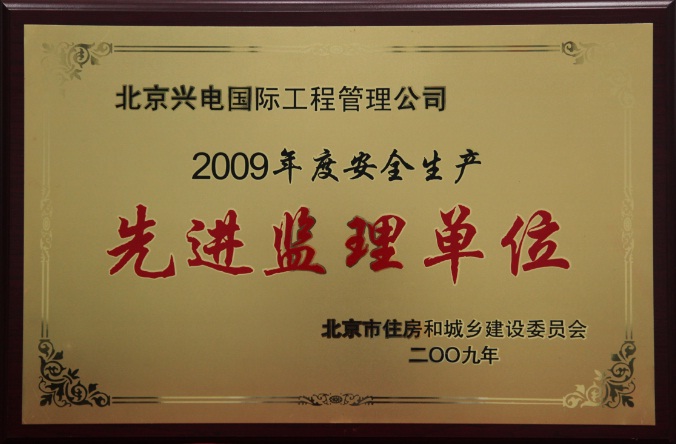 北京兴电国际工程管理公司
2009年度安全生产
先进监理单位
北京市住房和城乡建设委员会
二〇〇九年